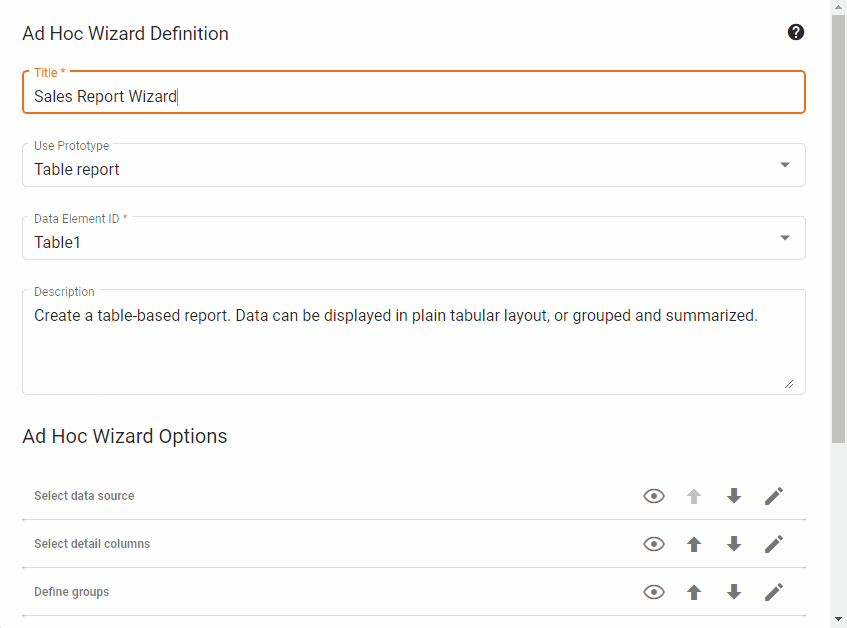 Ad Hoc Wizard Definition
?
Title *
Sales Report Wizard
Use Prototype
Table report
Data Element ID *
Table1
Description
Create a table-based report. Data can be displayed in plain tabular layout, or grouped and summarized.
Ad Hoc Wizard Options
Select data source
Select detail columns
Define groups